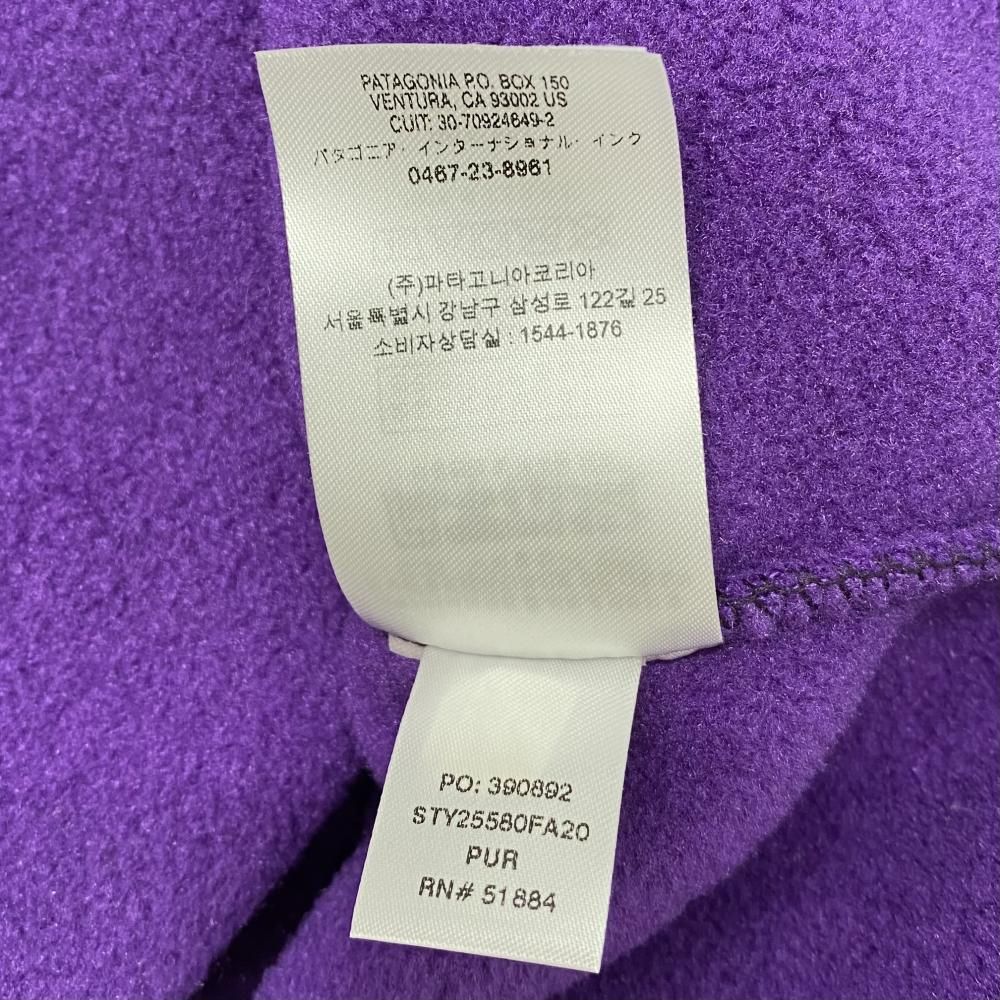 PATAGONIA P.O. BOX 150
VENTURA, CA 93002 US
CUIT: 30-70924649-2
パタゴニア・インターナショナル・インク
0467-23-8961
(주)파타고니아코리아
서울특별시 강남구 삼성로 122길 25
소비자상담실 : 1544-1876
PO: 390892
STY25580FA20
PUR
RN# 51884